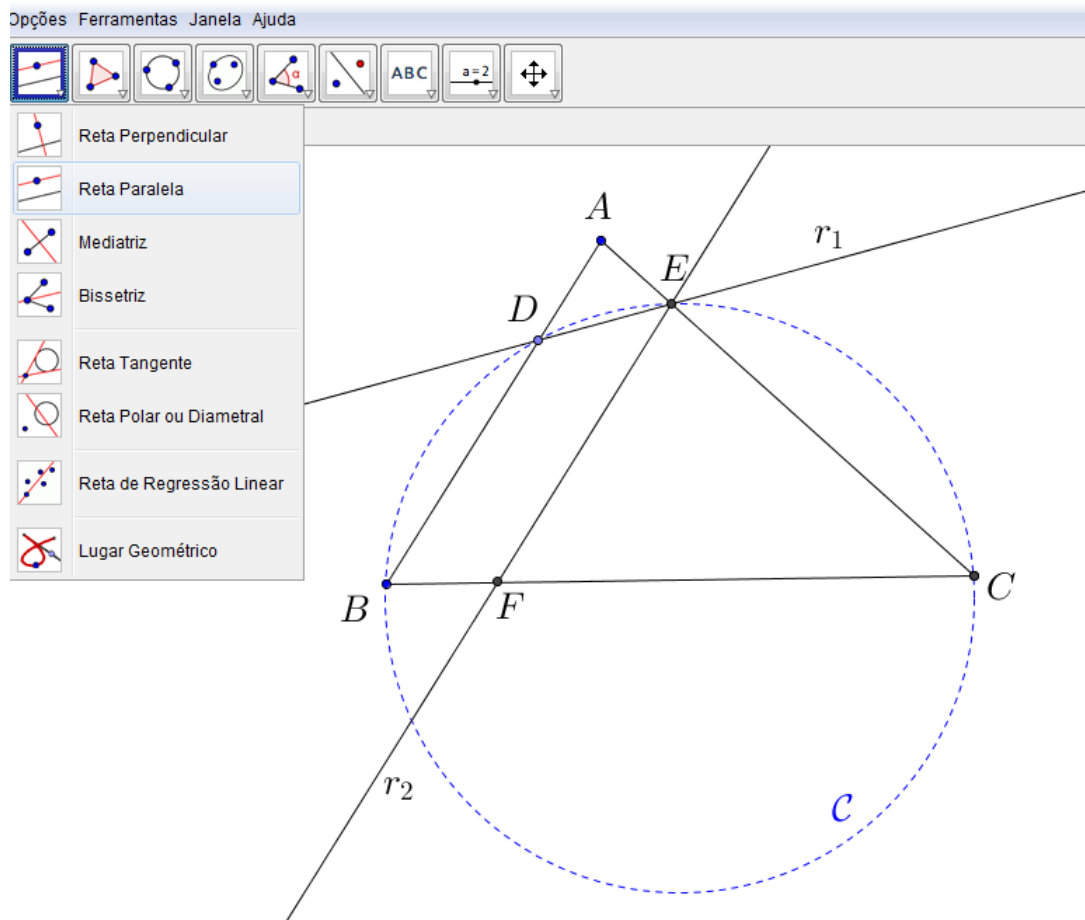 Opções Ferramentas Janela Ajuda
α
ABC
a=2
Reta Perpendicular
Reta Paralela
Mediatriz
Bissetriz
Reta Tangente
Reta Polar ou Diametral
Reta de Regressão Linear
Lugar Geométrico
A
r₁
E
D
B
F
C
r₂
𝒞